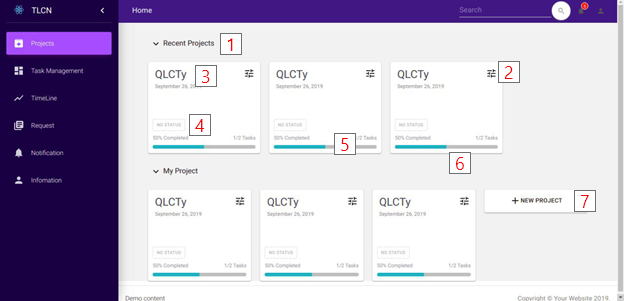 TLCN
Home
Search
1
Projects
Task Management
TimeLine
Request
Notification
Infomation
Recent Projects 1
QLCTy 3
September 26, 2019
NO STATUS 4
50% Completed 1/2 Tasks
QLCTy
September 26, 2019
NO STATUS
50% Completed 1/2 Tasks
5
QLCTy 2
September 26, 2019
NO STATUS
50% Completed 1/2 Tasks
6
My Project
QLCTy
September 26, 2019
NO STATUS
50% Completed 1/2 Tasks
QLCTy
September 26, 2019
NO STATUS
50% Completed 1/2 Tasks
QLCTy
September 26, 2019
NO STATUS
50% Completed 1/2 Tasks
+ NEW PROJECT 7
Demo content
Copyright © Your Website 2019.